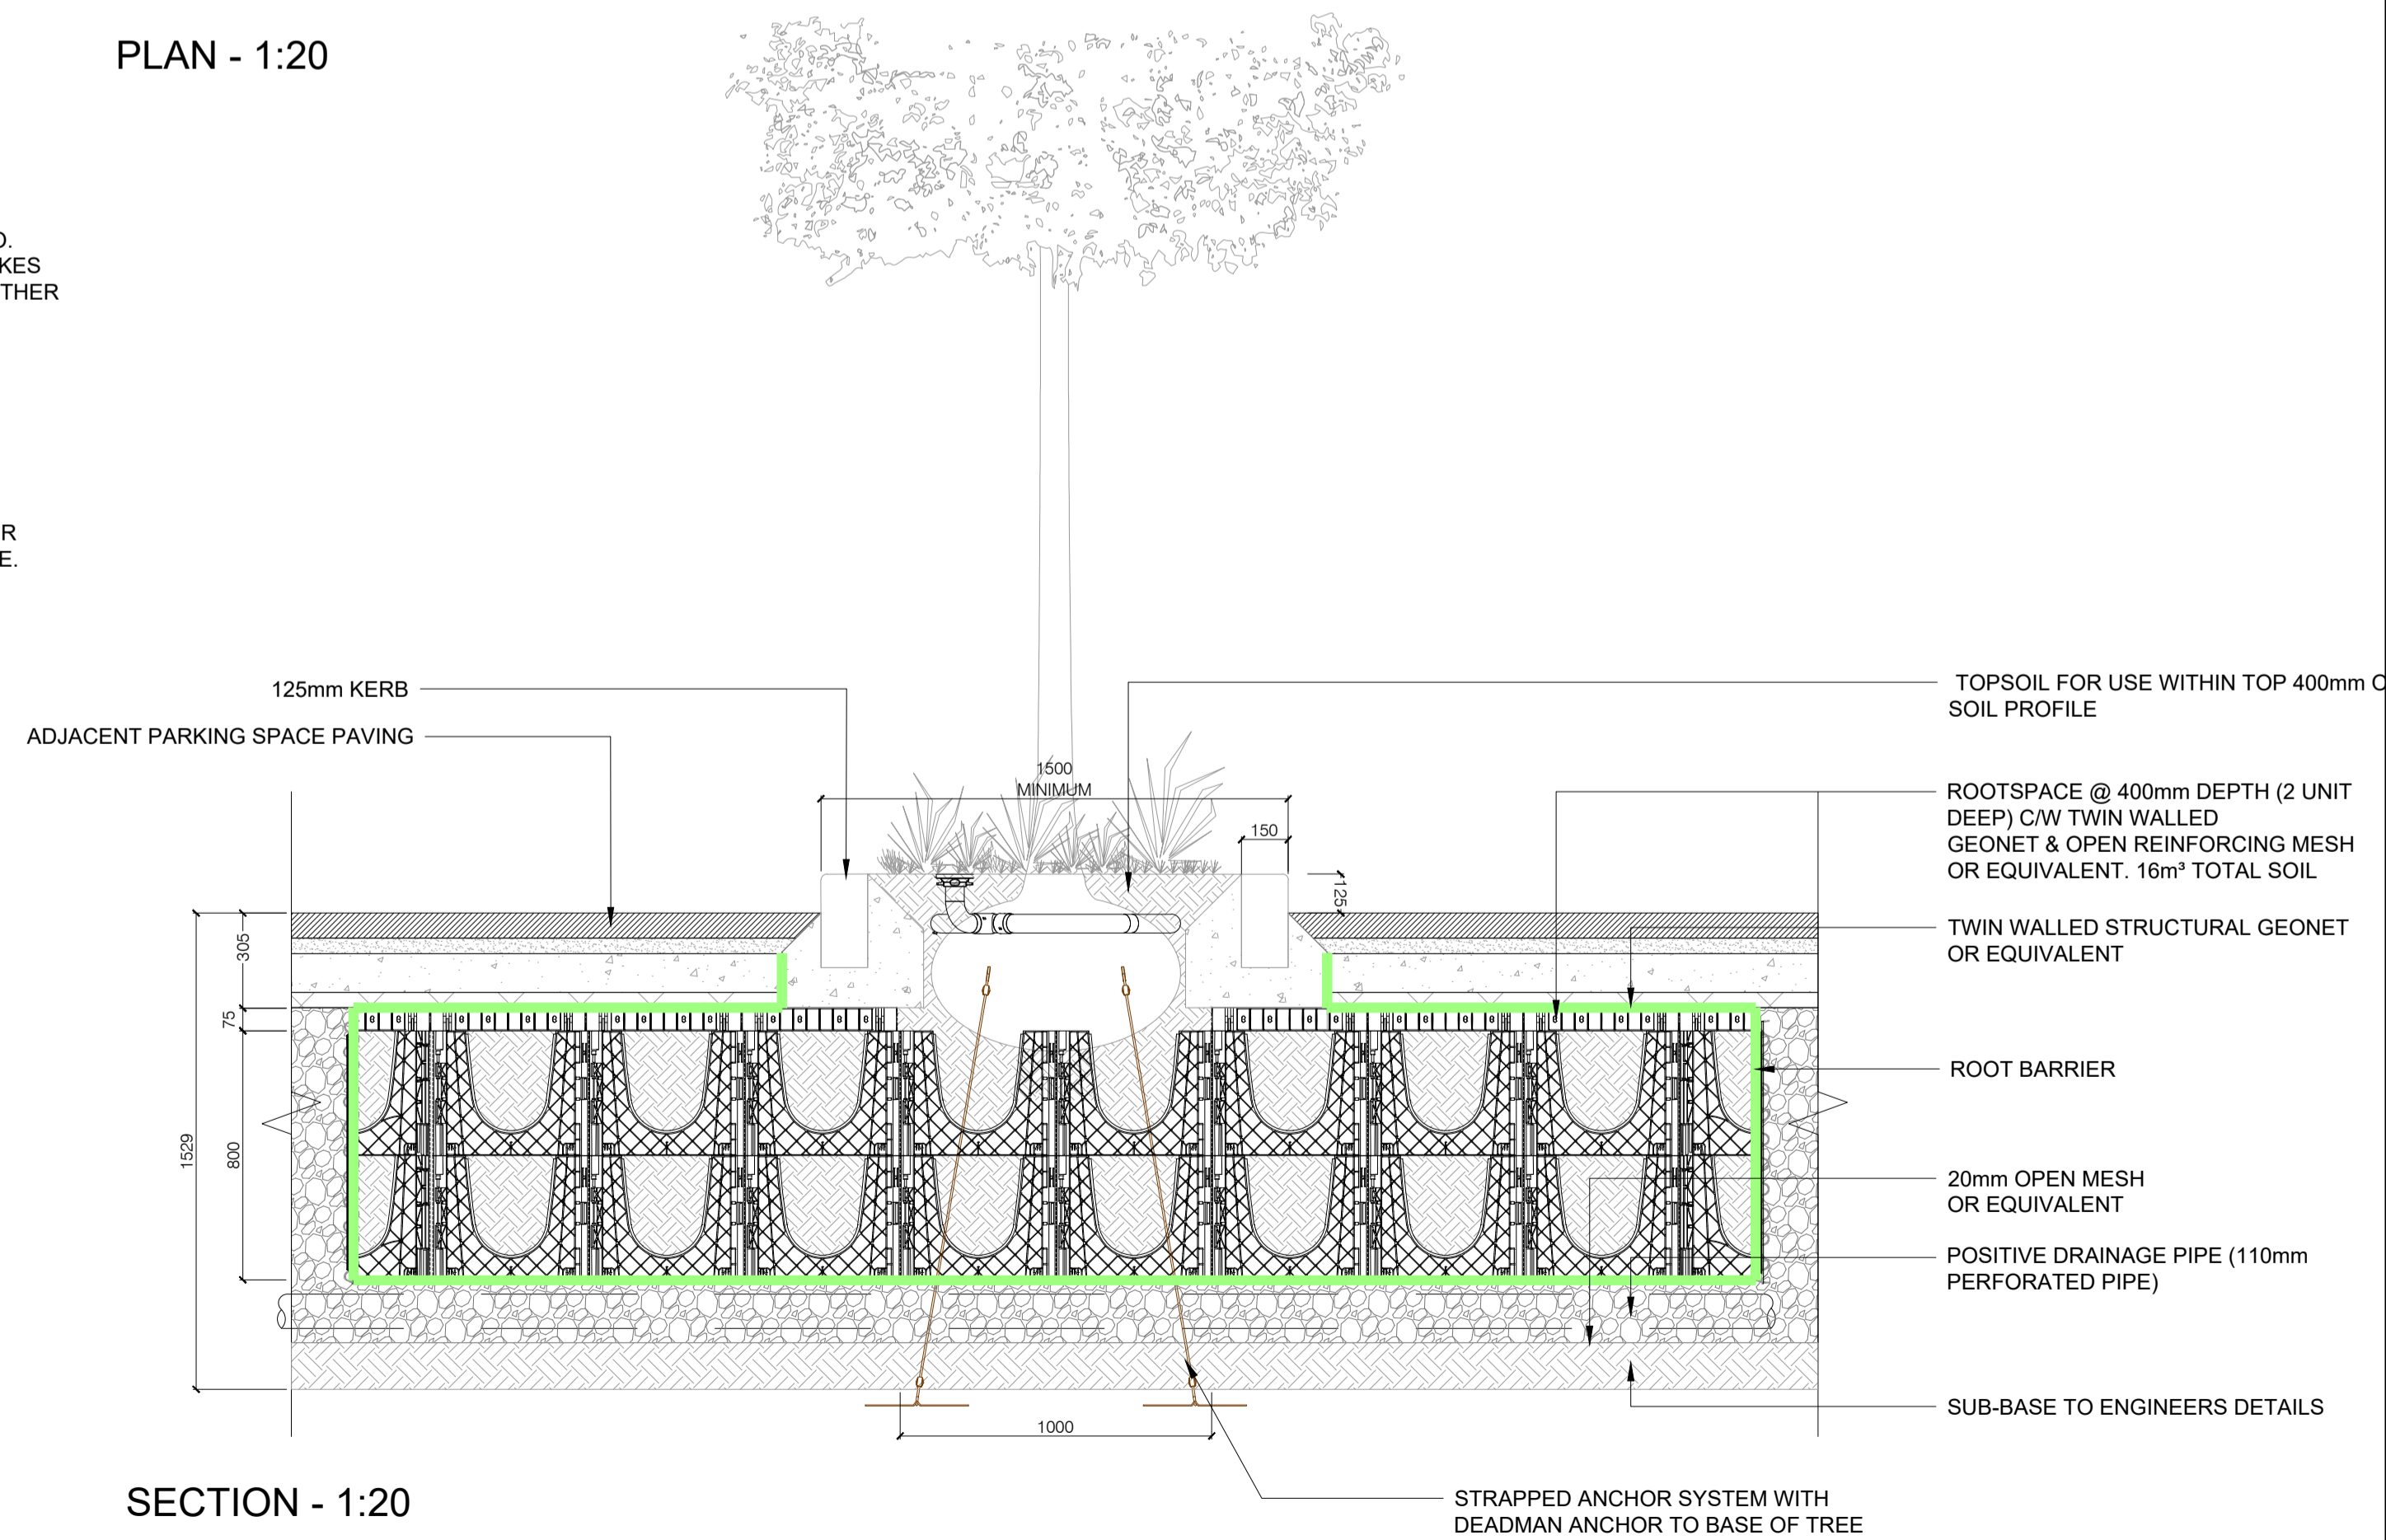 PLAN - 1:20
O.
KES
THER
R
E.
125mm KERB
ADJACENT PARKING SPACE PAVING
TOPSOIL FOR USE WITHIN TOP 400mm O
SOIL PROFILE
1500
MINIMUM
150
125
ROOTSPACE @ 400mm DEPTH (2 UNIT
DEEP) C/W TWIN WALLED
GEONET & OPEN REINFORCING MESH
OR EQUIVALENT. 16m³ TOTAL SOIL
TWIN WALLED STRUCTURAL GEONET
OR EQUIVALENT
305
75
800
1529
ROOT BARRIER
20mm OPEN MESH
OR EQUIVALENT
POSITIVE DRAINAGE PIPE (110mm
PERFORATED PIPE)
SUB-BASE TO ENGINEERS DETAILS
1000
STRAPPED ANCHOR SYSTEM WITH
DEADMAN ANCHOR TO BASE OF TREE
SECTION - 1:20